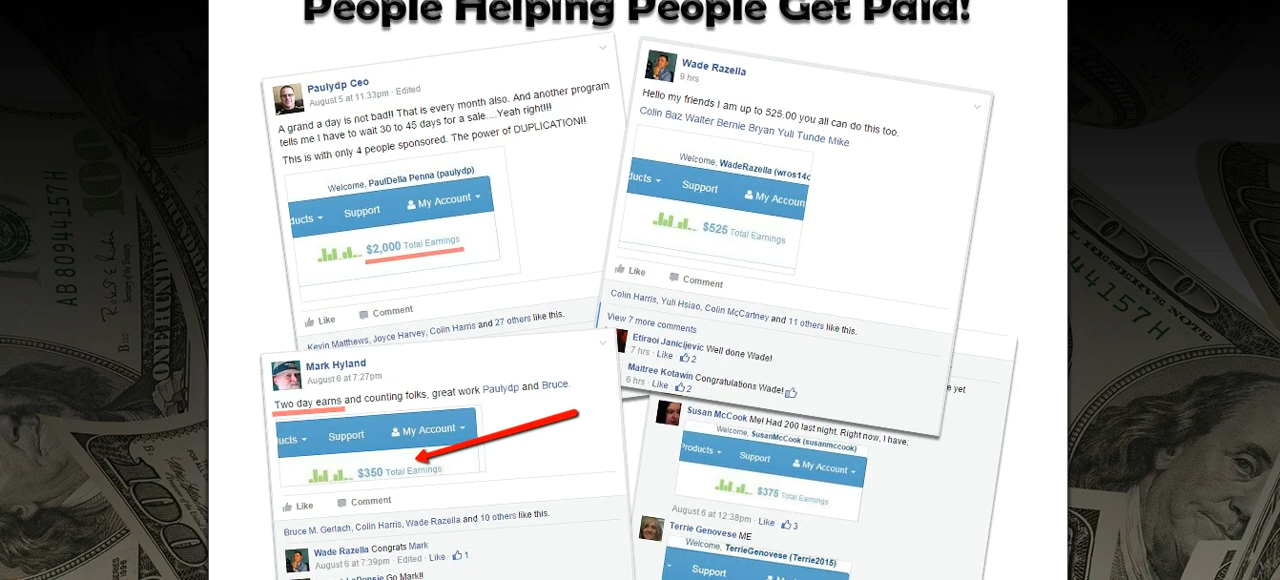 People Helping People Get Paid!
Paulydp Ceo
August 5 at 11:33pm · Edited
A grand a day is not bad!! That is every month also. And another program
tells me I have to wait 30 to 45 days for a sale....Yeah right!!!!
This is with only 4 people sponsored. The power of DUPLICATION!!
Welcome, PaulDella Penna (paulydp)
ducts Support My Account
$2,000 Total Earnings
Like Comment
Kevin Matthews, Joyce Harvey, Colin Harris and 27 others like this.
Wade Razella
9 hrs
Hello my friends I am up to 525.00 you all can do this too.
Colin Baz Walter Bernie Bryan Yuli Tunde Mike
Welcome, WadeRazella (wros14c
ducts Support My Accoun
$525 Total Earnings
Like Comment
Colin Harris, Yuli Hsiao, Colin McCartney and 11 others like this.
View 7 more comments
Etiraoi Janicijevic Well done Wade!
7 hrs · Like 2
Maitree Kotawin Congratulations Wade!
6 hrs · Like 2
Mark Hyland
August 6 at 7:27pm
Two day earns and counting folks, great work Paulydp and Bruce.
ucts Support My Account
$350 Total Earnings
Like Comment
Bruce M. Gerlach, Colin Harris, Wade Razella and 10 others like this.
Wade Razella Congrats Mark
August 6 at 7:39pm · Edited · Like 1
Go Mark!!
e yet
Susan McCook Me! Had 200 last night. Right now, I have:
Welcome, SusanMcCook (susanmccook)
Products Support My Account
$375 Total Earnings
August 6 at 12:38pm · Like 3
Terrie Genovese ME
Welcome, TerrieGenovese (Terrie2015)
Support My Account
AB 80944157H